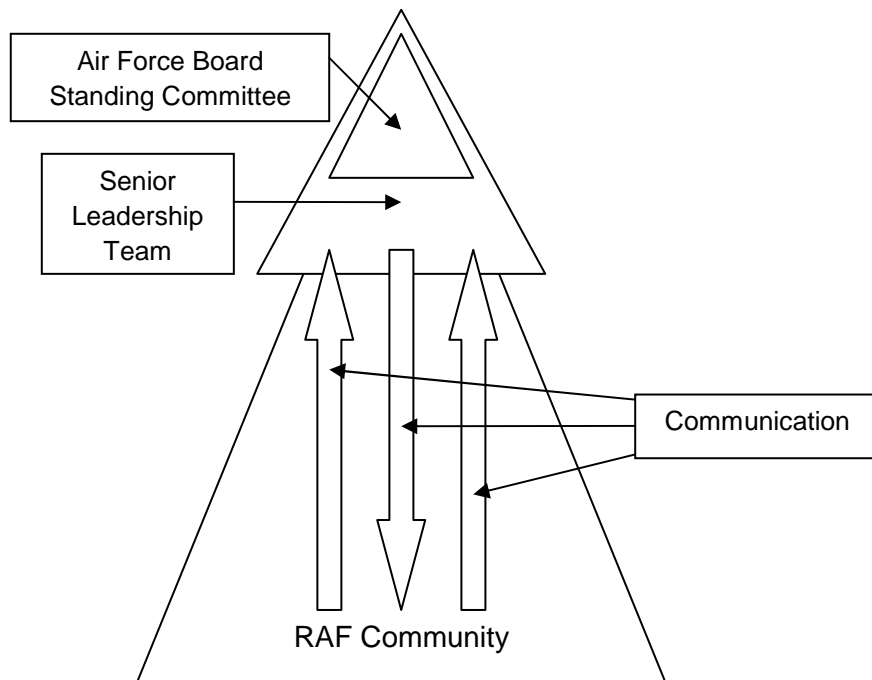 Air Force Board
Standing Committee
Senior
Leadership
Team
Communication
RAF Community